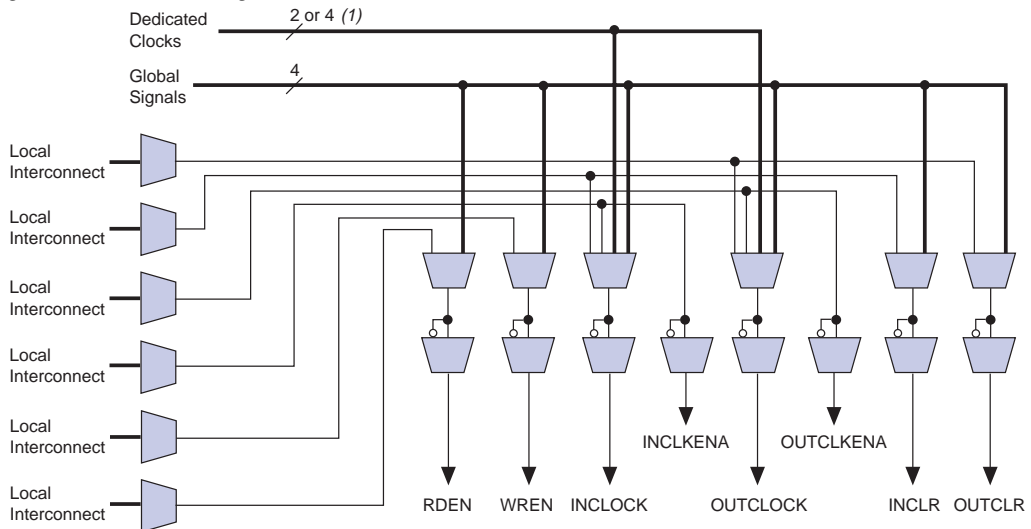 Dedicated
Clocks
2 or 4 (1)
Global
Signals
4
Local
Interconnect
Local
Interconnect
Local
Interconnect
Local
Interconnect
Local
Interconnect
Local
Interconnect
INCLKENA
OUTCLKENA
RDEN
WREN
INCLOCK
OUTCLOCK
INCLR
OUTCLR